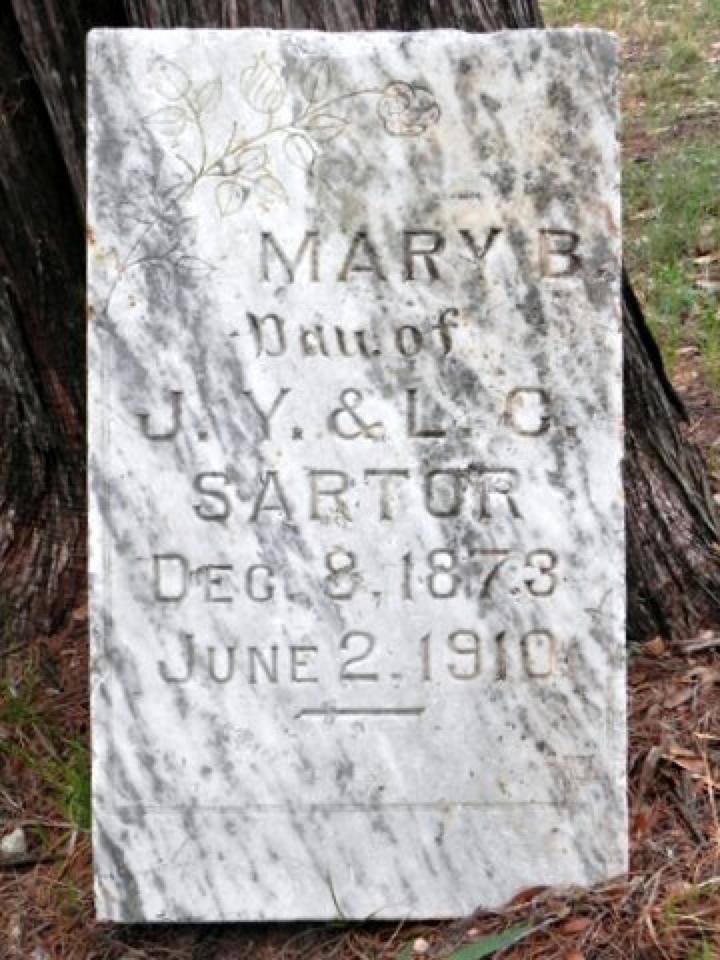 MARY B.
Dau. of
J. Y. & L. C.
SARTOR
DEC. 8, 1873
JUNE 2. 1910